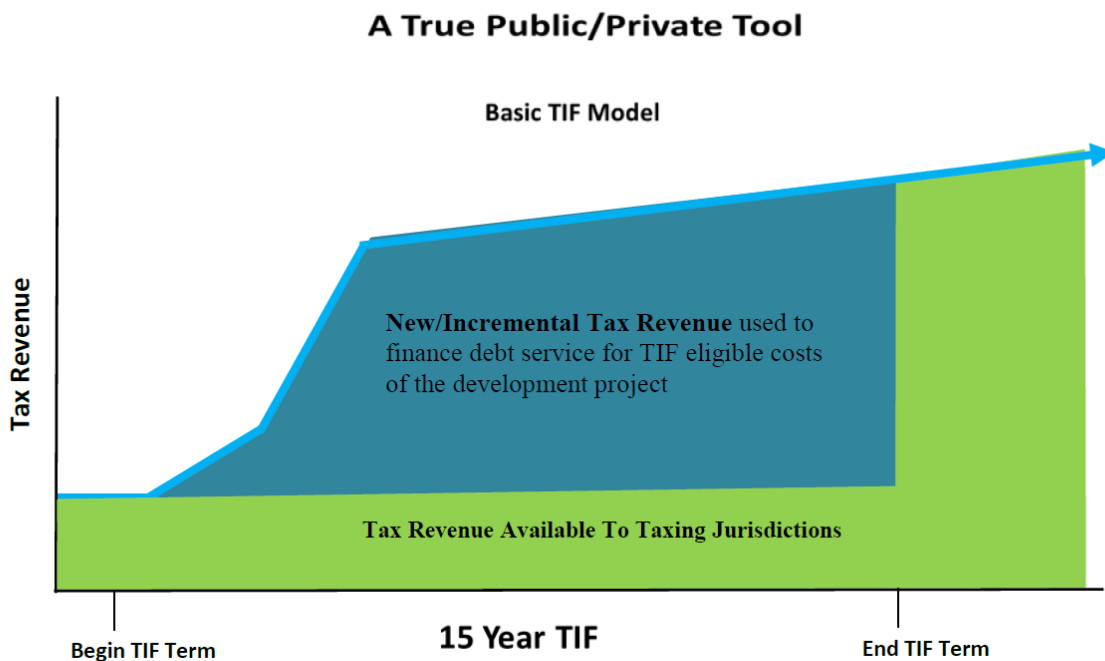 A True Public/Private Tool
Basic TIF Model
Tax Revenue
New/Incremental Tax Revenue used to
finance debt service for TIF eligible costs
of the development project
Tax Revenue Available To Taxing Jurisdictions
Begin TIF Term
15 Year TIF
End TIF Term